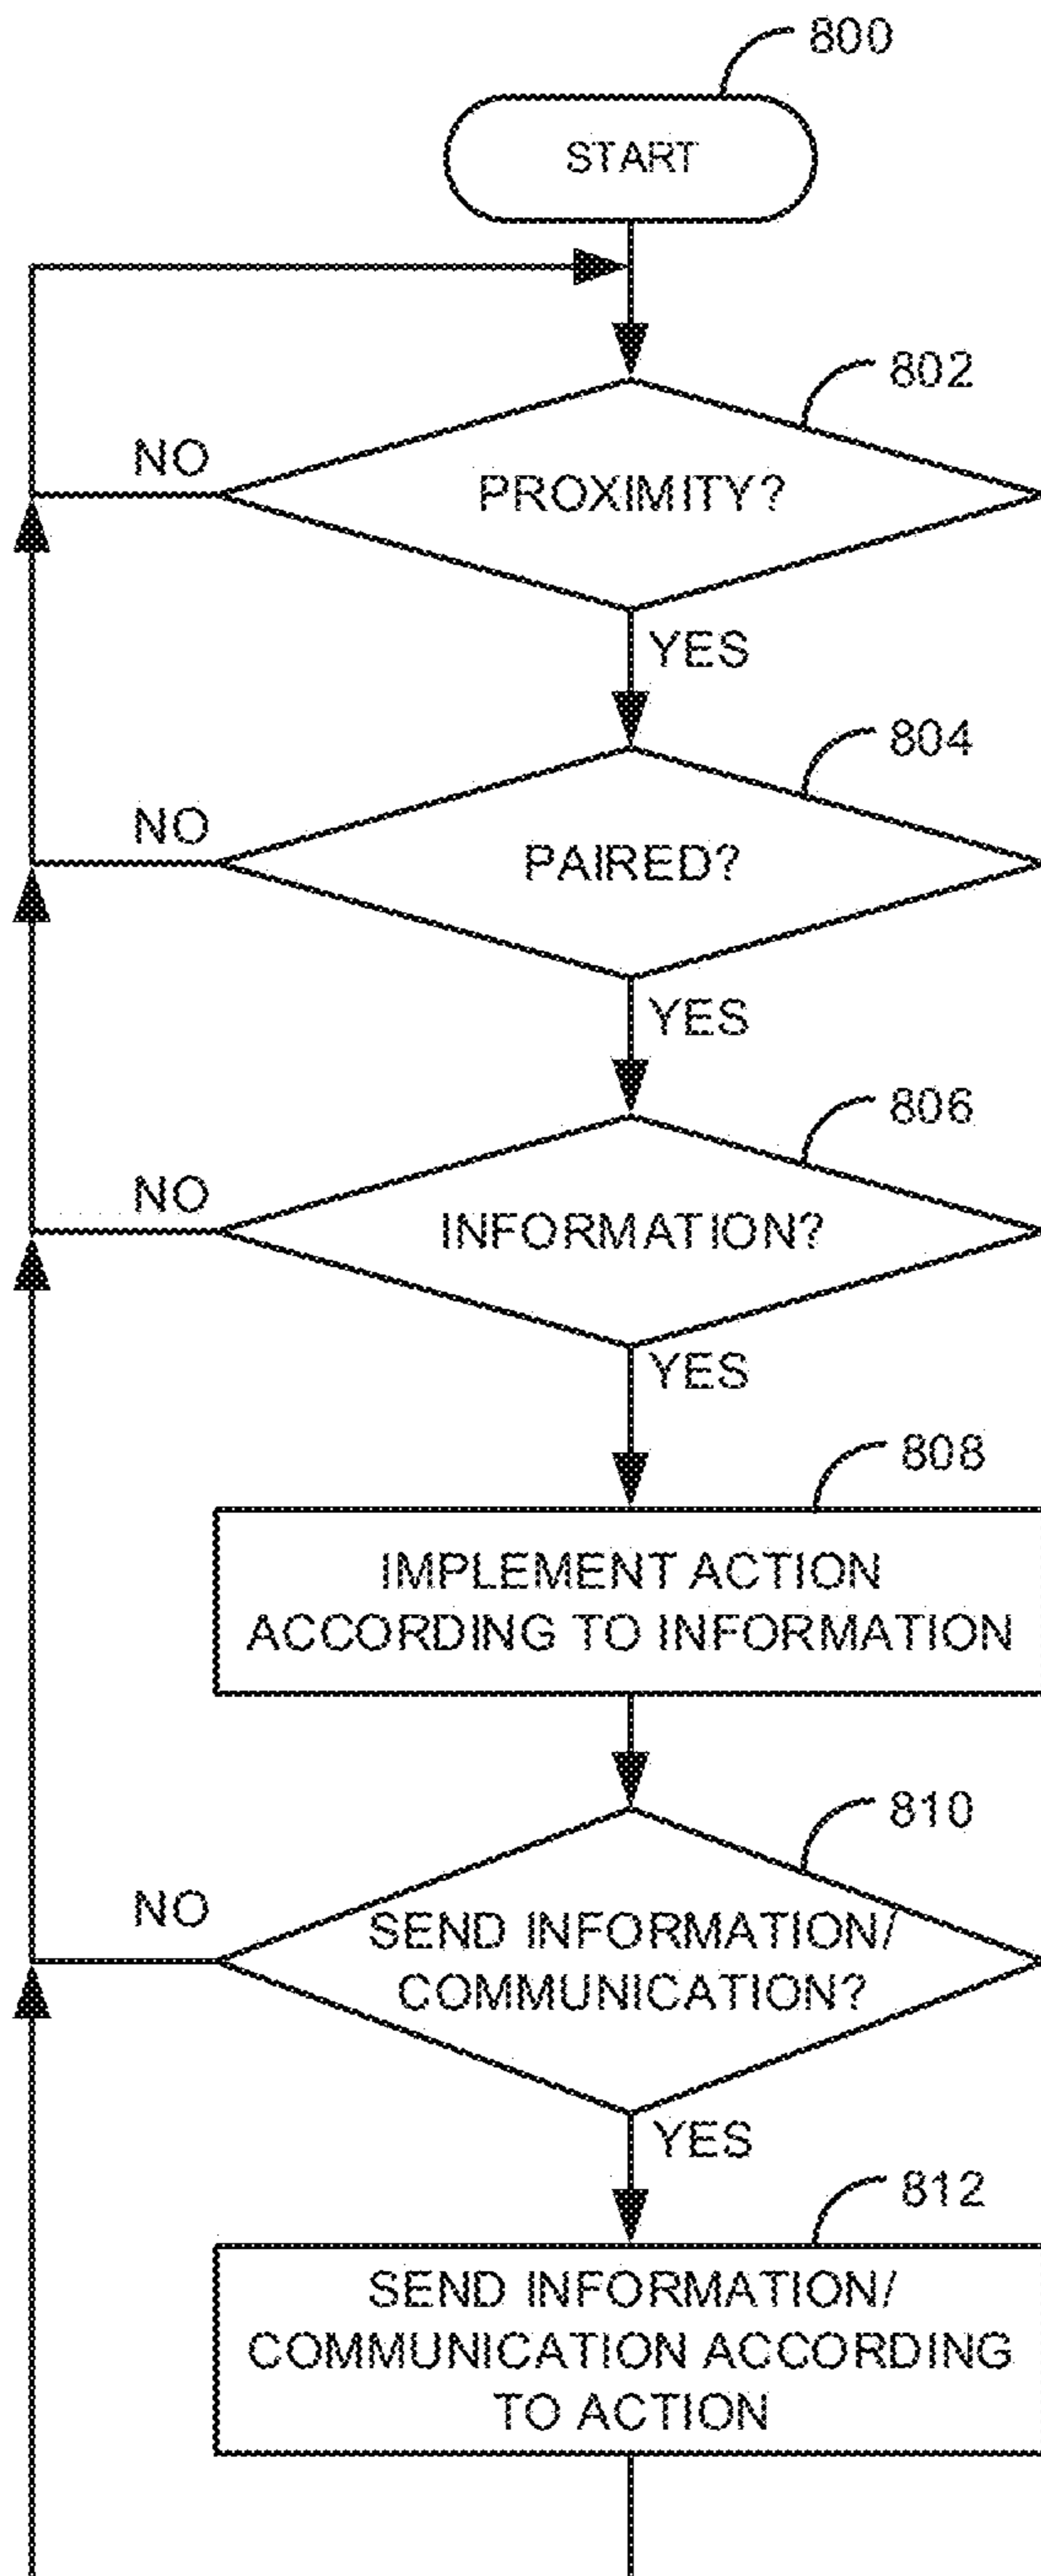 800
START
802
NO
PROXIMITY?
YES
804
NO
PAIRED?
YES
806
NO
INFORMATION?
YES
808
IMPLEMENT ACTION
ACCORDING TO INFORMATION
810
NO
SEND INFORMATION/
COMMUNICATION?
YES
812
SEND INFORMATION/
COMMUNICATION ACCORDING
TO ACTION